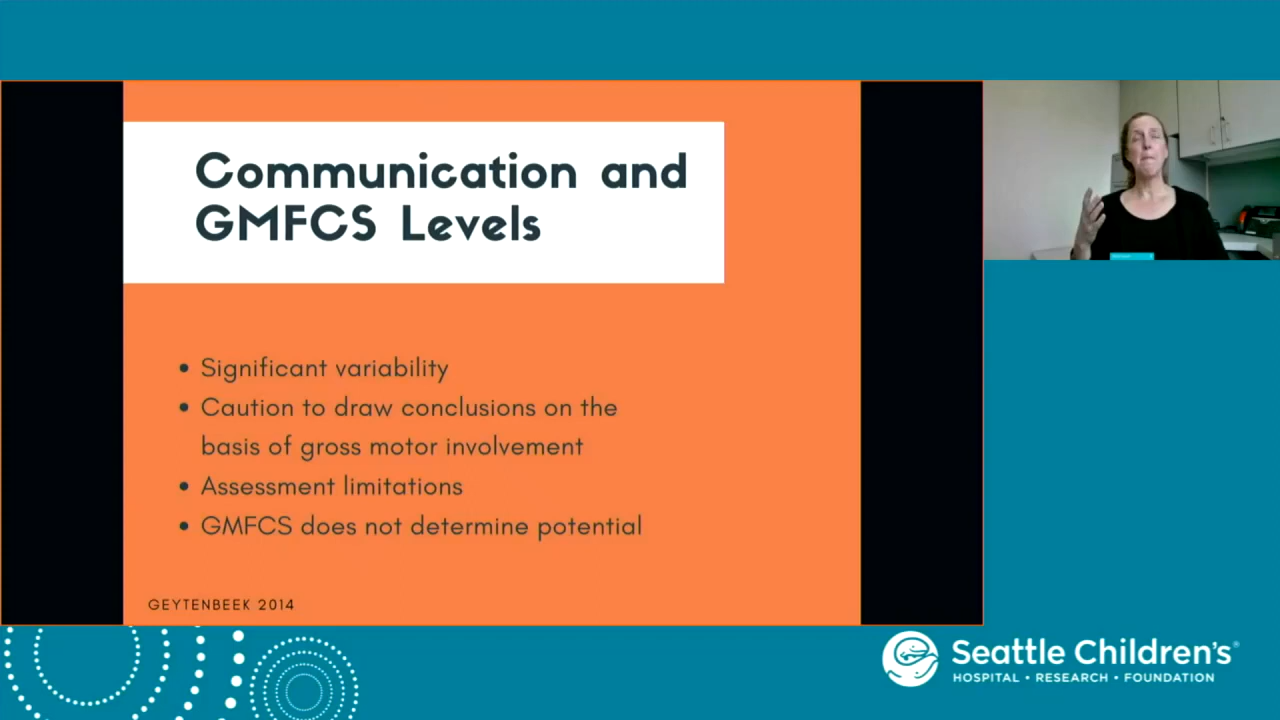 Communication and
GMFCS Levels
• Significant variability
• Caution to draw conclusions on the
basis of gross motor involvement
• Assessment limitations
• GMFCS does not determine potential
GEYTENBEEK 2014
Seattle Children's®
HOSPITAL • RESEARCH • FOUNDATION